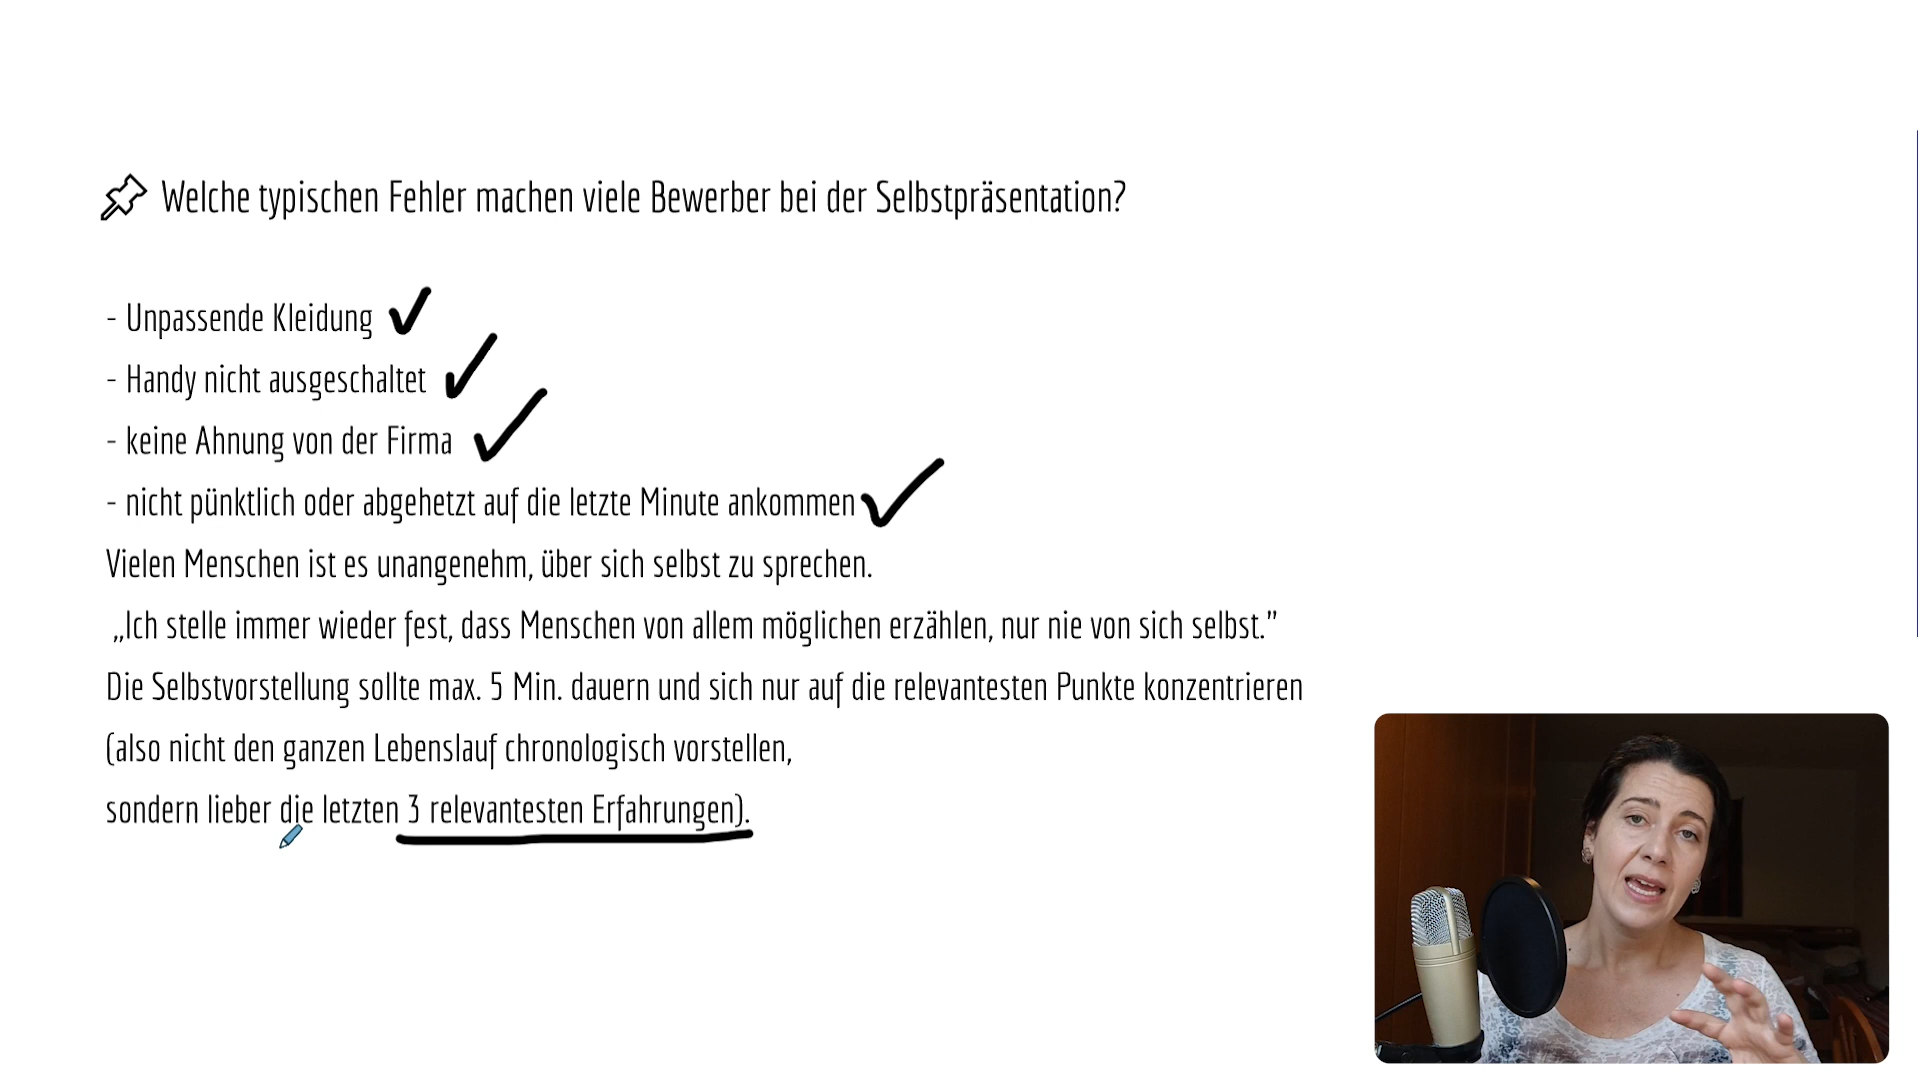 Welche typischen Fehler machen viele Bewerber bei der Selbstpräsentation?
- Unpassende Kleidung
- Handy nicht ausgeschaltet
- keine Ahnung von der Firma
- nicht pünktlich oder abgehetzt auf die letzte Minute ankommen
Vielen Menschen ist es unangenehm, über sich selbst zu sprechen.
„Ich stelle immer wieder fest, dass Menschen von allem möglichen erzählen, nur nie von sich selbst.”
Die Selbstvorstellung sollte max. 5 Min. dauern und sich nur auf die relevantesten Punkte konzentrieren
(also nicht den ganzen Lebenslauf chronologisch vorstellen,
sondern lieber die letzten 3 relevantesten Erfahrungen).